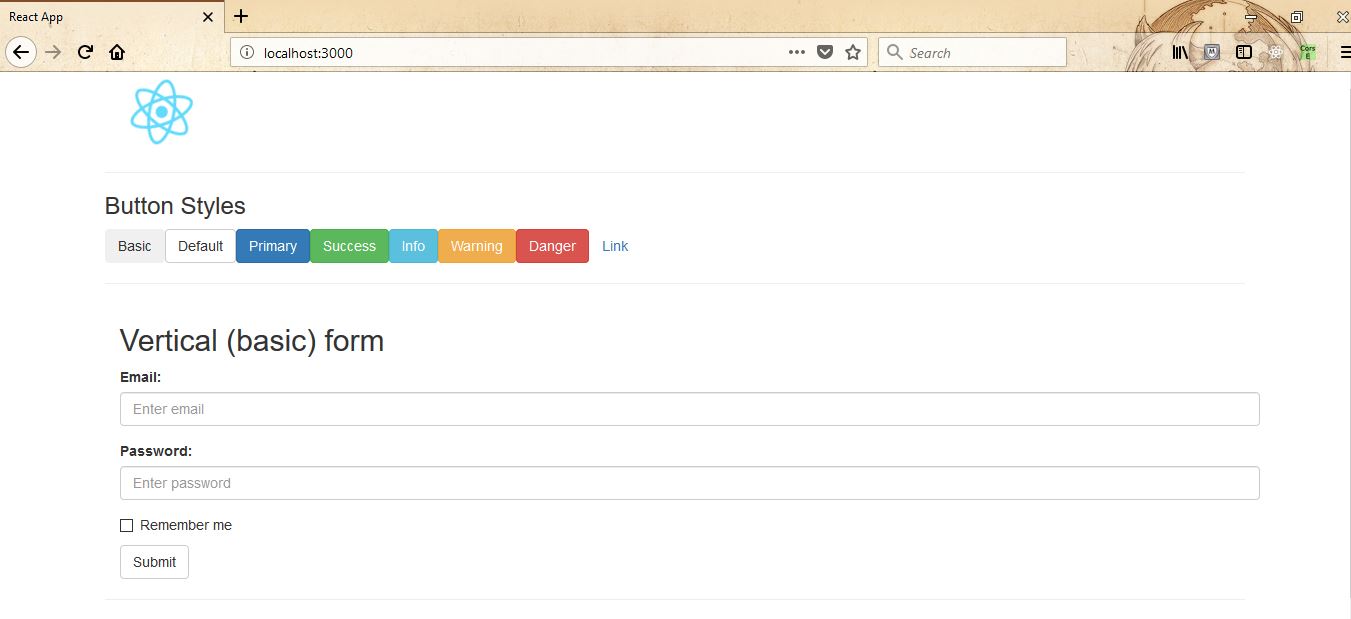 React App
localhost:3000
Search
Cors
E
Button Styles
Basic Default Primary Success Info Warning Danger Link
Vertical (basic) form
Email:
Enter email
Password:
Enter password
Remember me
Submit